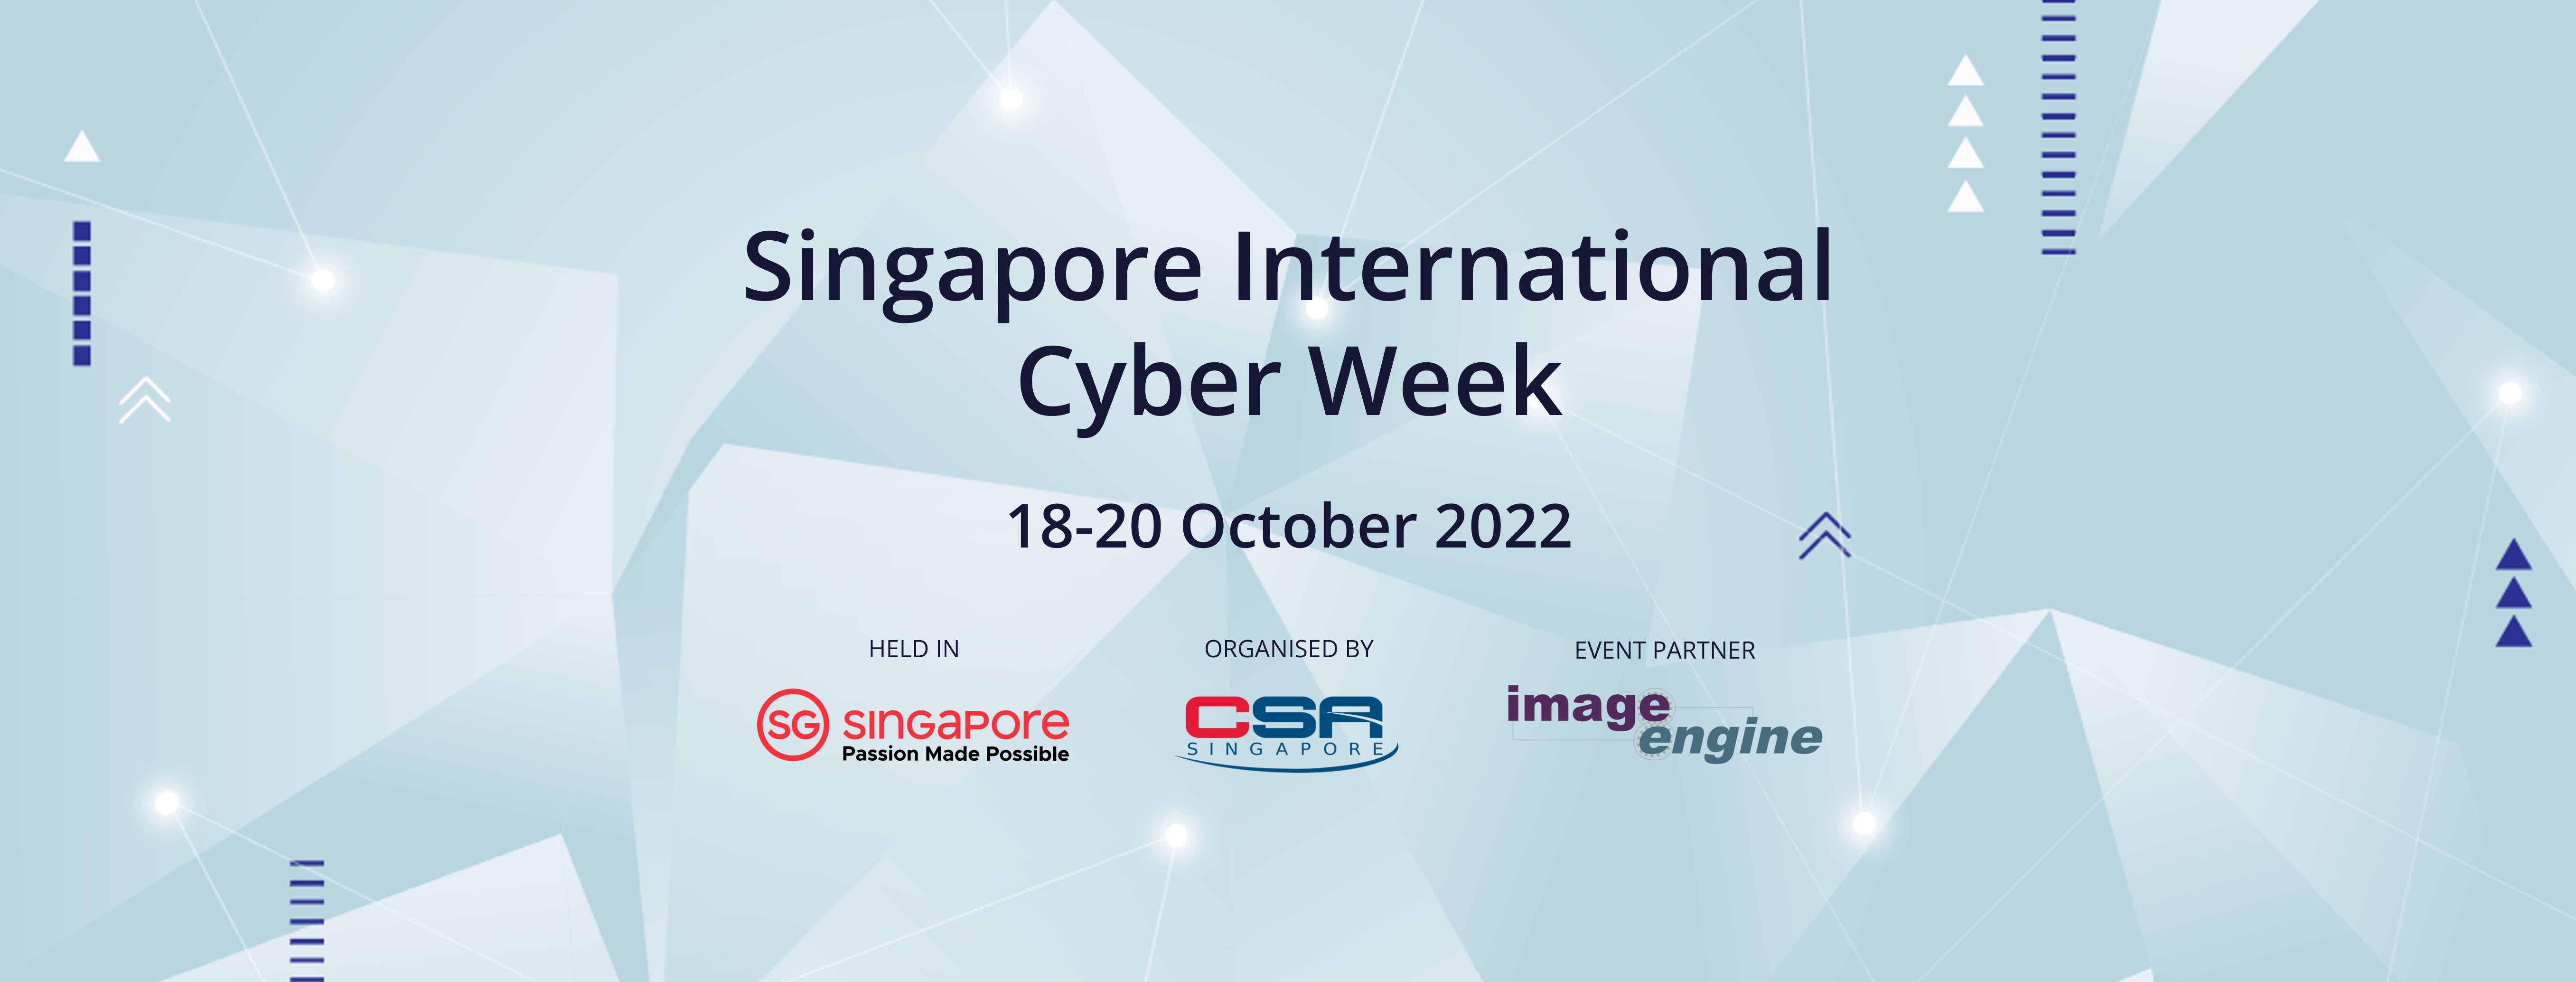 Singapore International
Cyber Week
18-20 October 2022
HELD IN
SG singapore
Passion Made Possible
ORGANISED BY
CSA
SINGAPORE
EVENT PARTNER
image
engine